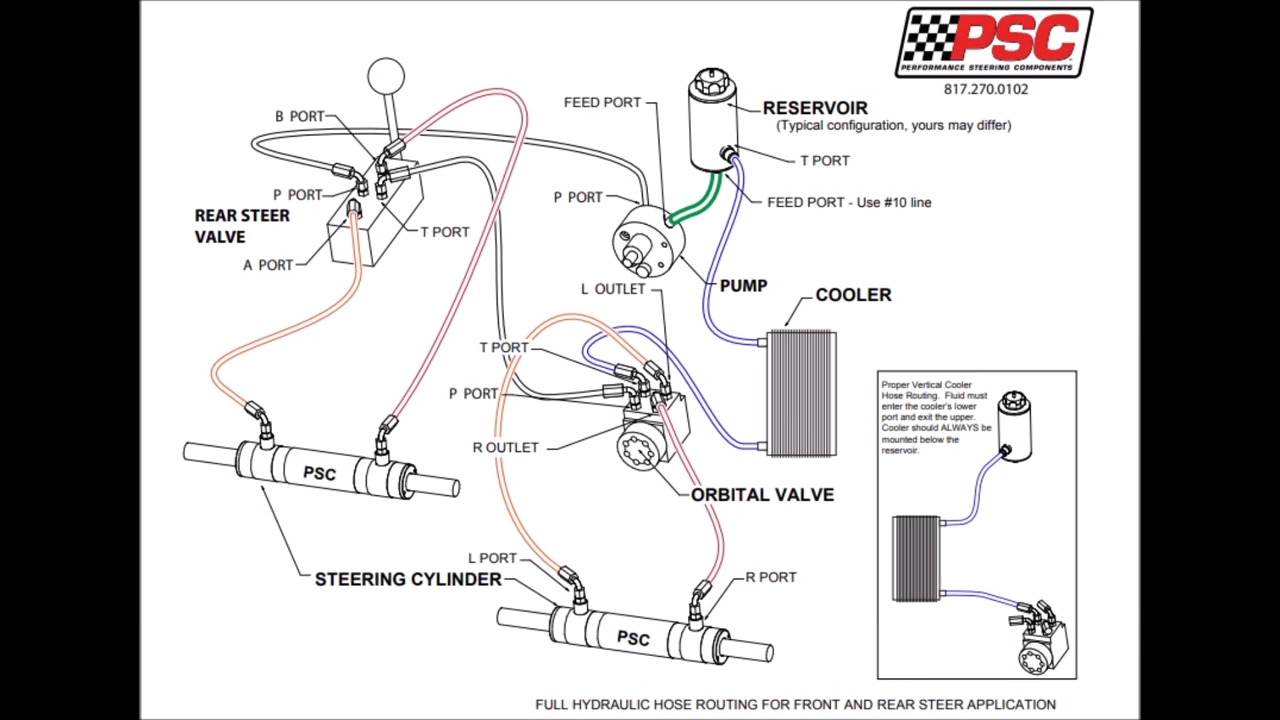 PSC
PERFORMANCE STEERING COMPONENTS
817.270.0102
FEED PORT
RESERVOIR
(Typical configuration, yours may differ)
B PORT
T PORT
P PORT
P PORT
FEED PORT - Use #10 line
REAR STEER
VALVE
T PORT
A PORT
PUMP
L OUTLET
COOLER
T PORT
P PORT
R OUTLET
ORBITAL VALVE
PSC
Proper Vertical Cooler
Hose Routing. Fluid must
enter the cooler's lower
port and exit the upper.
Cooler should ALWAYS be
mounted below the
reservoir.
L PORT
STEERING CYLINDER
R PORT
PSC
FULL HYDRAULIC HOSE ROUTING FOR FRONT AND REAR STEER APPLICATION